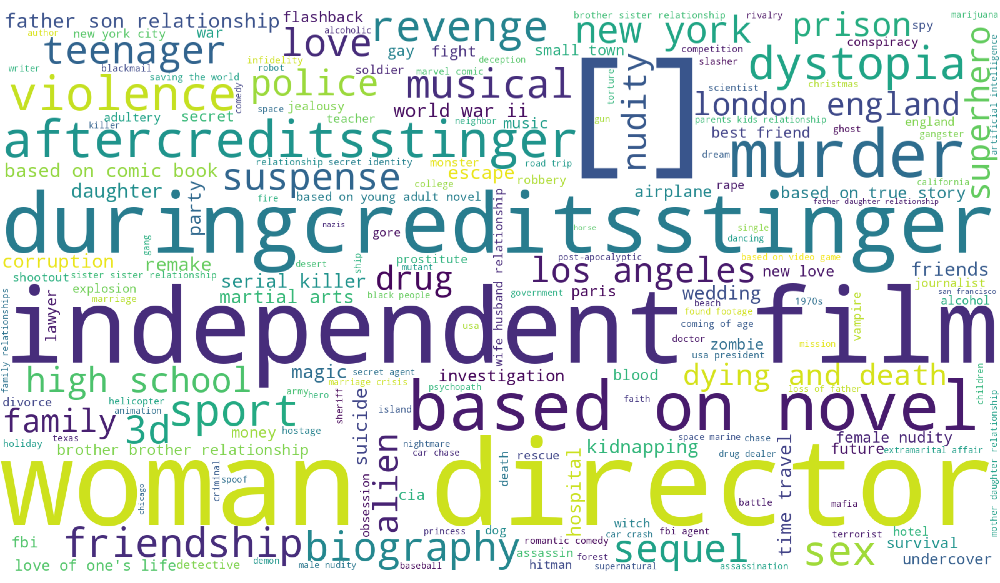 father son relationship
flashback
revenge
brother sister relationship
rivalry
prison
marijuana
author
new york city
war
alcoholic
love
new york
spy
teenager
gay
fight
small town
competition
conspiracy
superhero
artificial intelligence
writer
blackmail
infidelity
robot
soldier
deception
slasher
dystopia
saving the world
marvel comic
torture
nudity
[ ]
violence
comedy
police
musical
scientist
christmas
space
jealousy
world war ii
london england
adultery
secret
teacher
neighbor
music
gun
parents kids relationship
england
killer
aftercreditsstinger
best friend
ghost
gangster
based on comic book
relationship secret identity
monster
road trip
dream
murder
suspense
escape
robbery
daughter
party
college
airplane
rape
california
fire
based on young adult novel
wife husband relationship
based on true story
father daughter relationship
duringcreditsstinger
nazis
gore
horse
single
dancing
gang
corruption
remake
desert
ship
prostitute
mutant
post-apocalyptic
based on video game
shootout
sister sister relationship
serial killer
drug
los angeles
new love
friends
explosion
marriage
martial arts
black people
government
paris
wedding
journalist
san francisco
family relationships
lawyer
beach
1970s
alcohol
found footage
vampire
independent film
usa
coming of age
doctor
zombie
mission
usa president
high school
magic
secret agent
investigation
blood
dying and death
children
marriage crisis
psychopath
loss of father
divorce
helicopter
army
hero
sheriff
suicide
based on novel
faith
mother daughter relationship
animation
sport
island
family
3d
money
hostage
texas
holiday
nightmare
space marine
chase
female nudity
brother brother relationship
alien
car chase
death
rescue
hospital
kidnapping
drug dealer
time travel
future
extramarital affair
woman director
criminal
spoof
chicago
obsession
cia
battle
mafia
witch
fbi
friendship
biography
princess
dog
romantic comedy
car crash
fbi agent
terrorist
hotel
sequel
sex
survival
assassin
forest
love of one's life
detective
demon
male nudity
baseball
hitman
supernatural
assassination
undercover